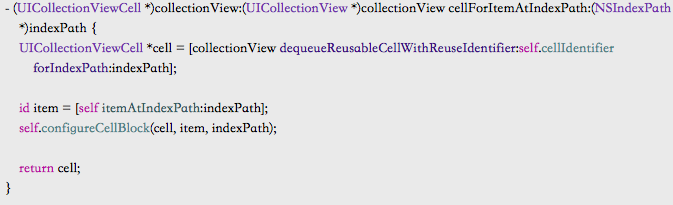 - (UICollectionViewCell *)collectionView:(UICollectionView *)collectionView cellForItemAtIndexPath:(NSIndexPath
*)indexPath {
UICollectionViewCell *cell = [collectionView dequeueReusableCellWithReuseIdentifier:self.cellIdentifier
forIndexPath:indexPath];
id item = [self itemAtIndexPath:indexPath];
self.configureCellBlock(cell, item, indexPath);
return cell;
}